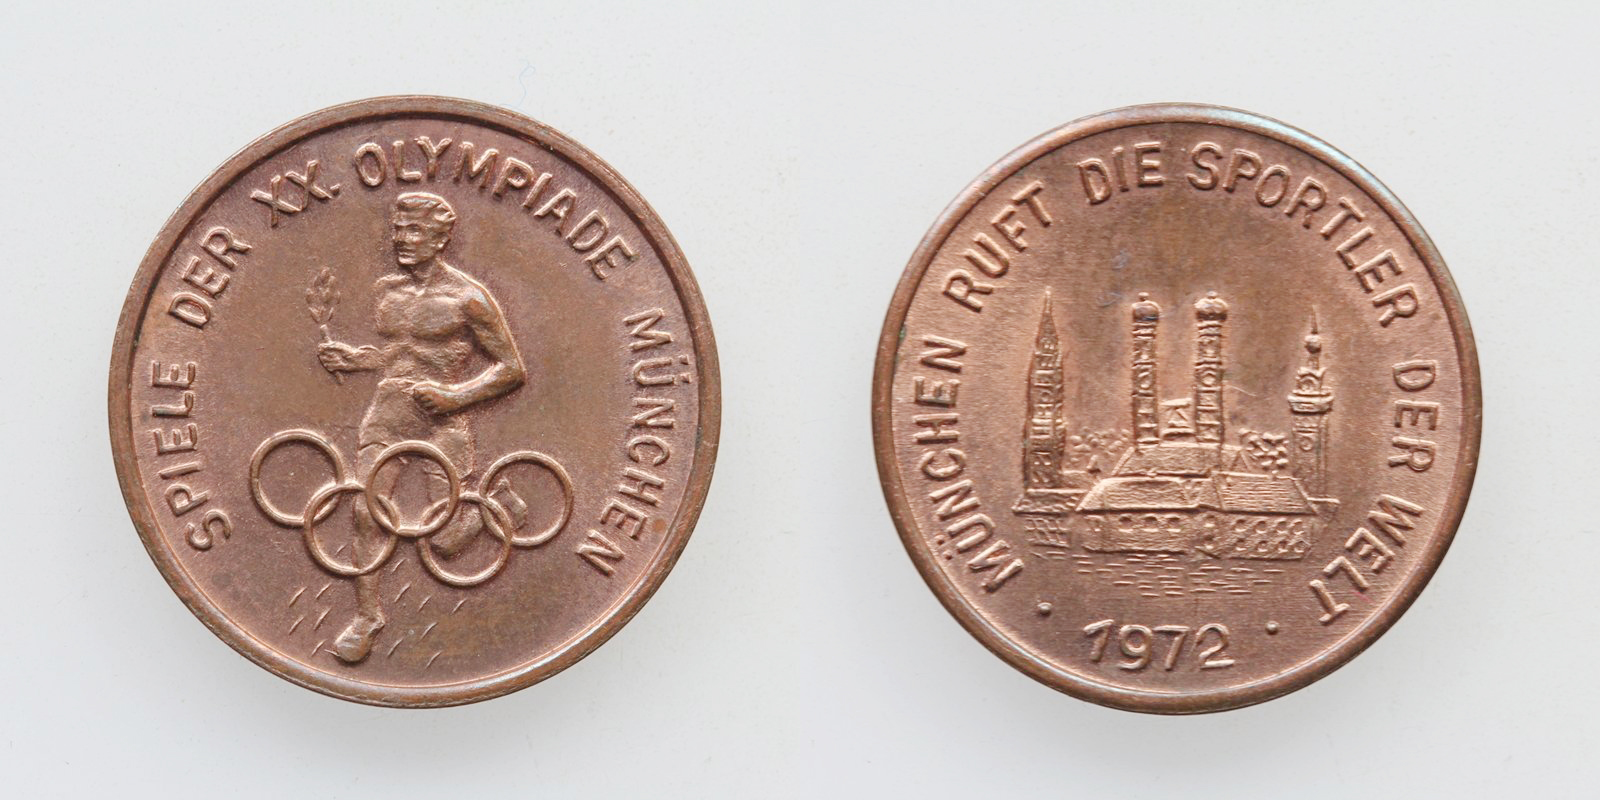 SPIELE DER XX. OLYMPIADE MÜNCHEN
MÜNCHEN RUFT DIE SPORTLER DER WELT
· 1972 ·